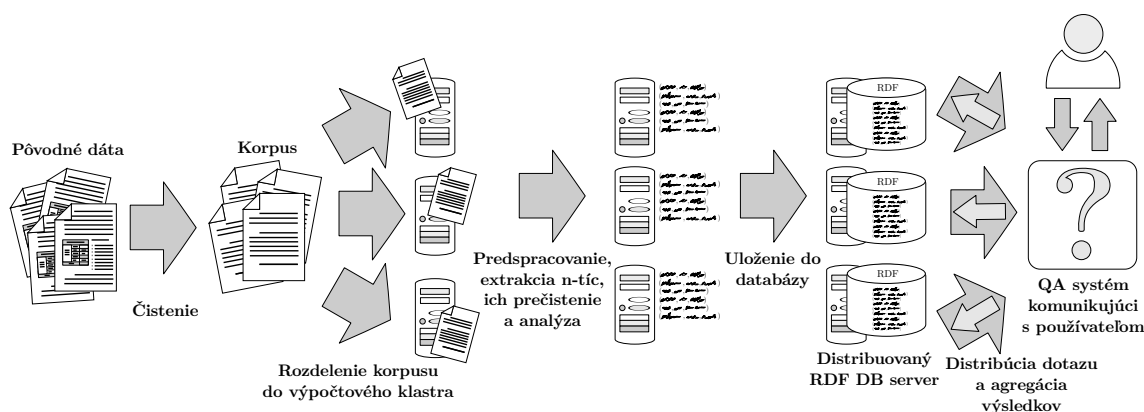 Pôvodné dáta
Čistenie
Korpus
Rozdelenie korpusu
do výpočtového klastra
Predspracovanie,
extrakcia n-tíc,
ich prečistenie
a analýza
Uloženie do
databázy
RDF
RDF
RDF
Distribuovaný
RDF DB server
Distribúcia dotazu
a agregácia
výsledkov
?
QA systém
komunikujúci
s používateľom